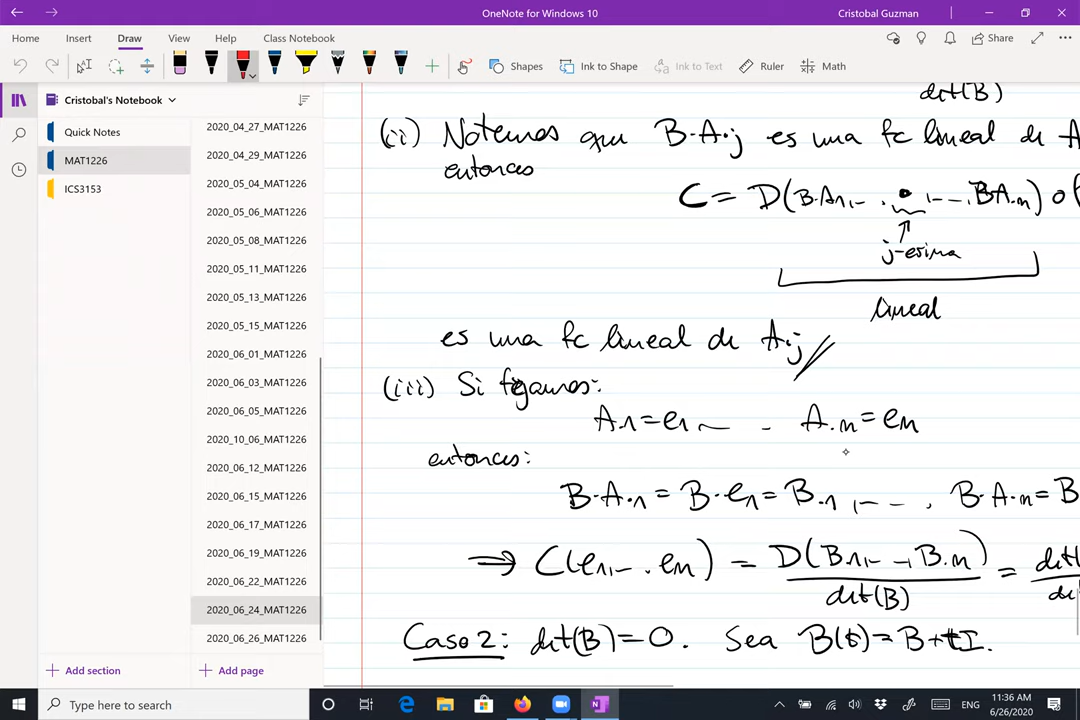 OneNote for Windows 10
Cristobal Guzman
Home Insert Draw View Help Class Notebook
Share
Shapes Ink to Shape Ink to Text Ruler Math
Cristobal's Notebook
Quick Notes
MAT1226
ICS3153
2020_04_27_MAT1226
2020_04_29_MAT1226
2020_05_04_MAT1226
2020_05_06_MAT1226
2020_05_08_MAT1226
2020_05_11_MAT1226
2020_05_13_MAT1226
2020_05_15_MAT1226
2020_06_01_MAT1226
2020_06_03_MAT1226
2020_06_05_MAT1226
2020_10_06_MAT1226
2020_06_12_MAT1226
2020_06_15_MAT1226
2020_06_17_MAT1226
2020_06_19_MAT1226
2020_06_22_MAT1226
2020_06_24_MAT1226
2020_06_26_MAT1226
+ Add section
+ Add page
det(B)
(ii) Notemos que B·A·j es una fc lineal de A
entonces
C = D(B·A·1, -. . • , --. , BA·n)
↑
j-esima
lineal
es una fc lineal de A·j //
(iii) Si fijamos:
A·1 = e1 , – - A·n = en
entonces:
B·A·1 = B·e1 = B·1 , -- . , B·A·n = B
⇒ C(e1, -. en) = D(B·1, - , B·n) / det(B) = det( / de
Case 2: det(B) = 0. Sea B(t) = B + tI.
Type here to search
ENG
11:36 AM
6/26/2020